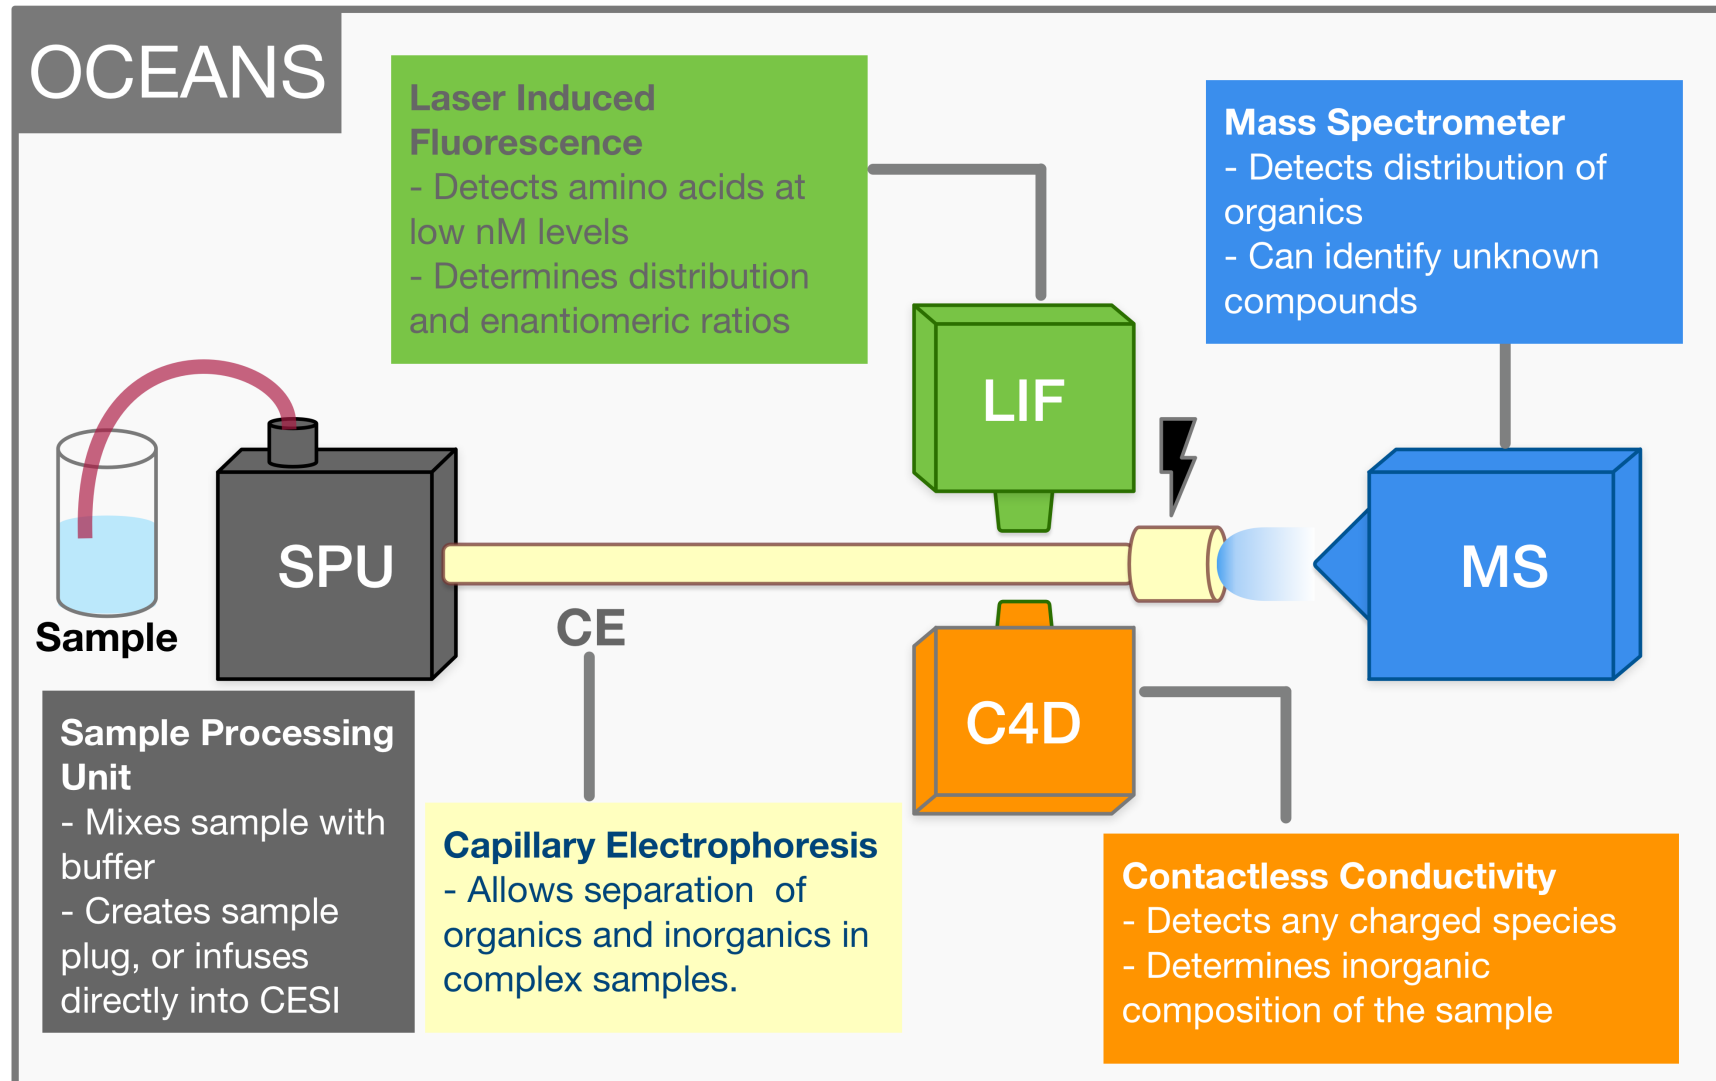 OCEANS
Laser Induced
Fluorescence
- Detects amino acids at
low nM levels
- Determines distribution
and enantiomeric ratios
Mass Spectrometer
- Detects distribution of
organics
- Can identify unknown
compounds
LIF
SPU
MS
Sample
CE
C4D
Sample Processing
Unit
- Mixes sample with
buffer
- Creates sample
plug, or infuses
directly into CESI
Capillary Electrophoresis
- Allows separation of
organics and inorganics in
complex samples.
Contactless Conductivity
- Detects any charged species
- Determines inorganic
composition of the sample